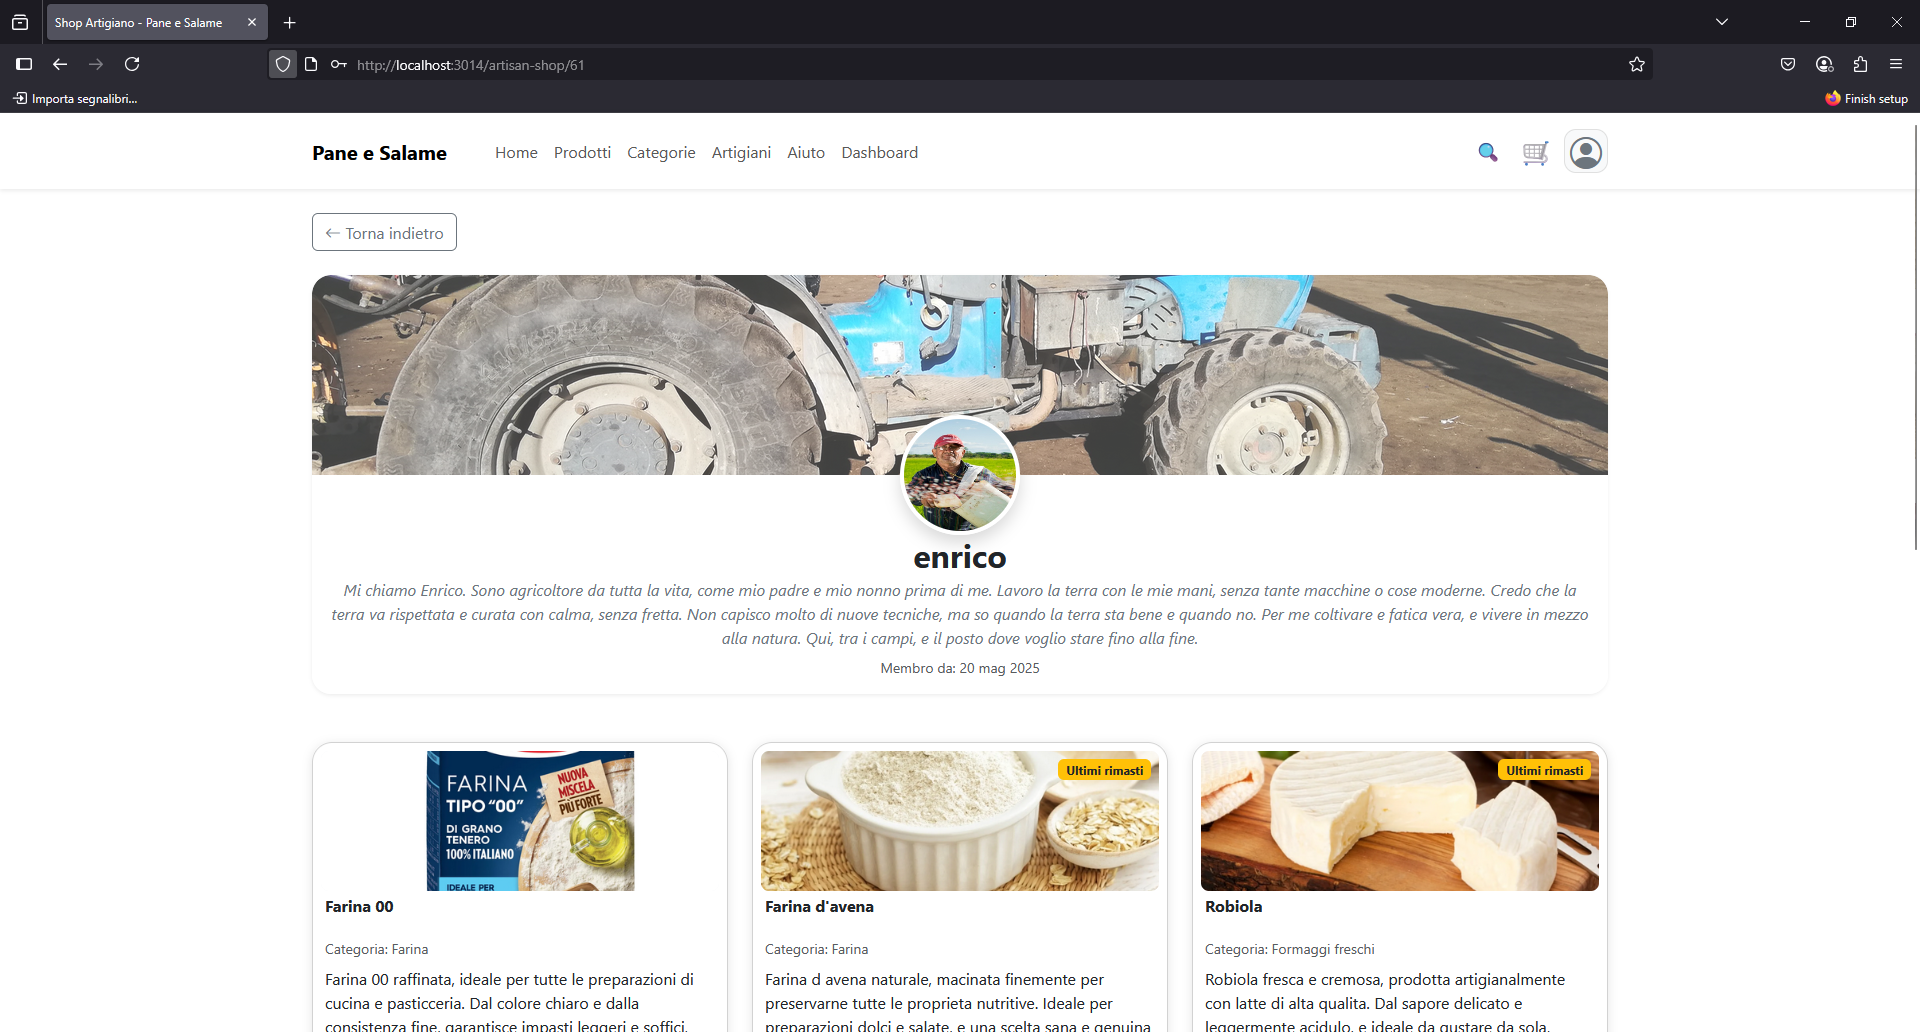 Shop Artigiano - Pane e Salame
http://localhost:3014/artisan-shop/61
Importa segnalibri...
Finish setup
Pane e Salame
Home
Prodotti
Categorie
Artigiani
Aiuto
Dashboard
← Torna indietro
enrico
Mi chiamo Enrico. Sono agricoltore da tutta la vita, come mio padre e mio nonno prima di me. Lavoro la terra con le mie mani, senza tante macchine o cose moderne. Credo che la
terra va rispettata e curata con calma, senza fretta. Non capisco molto di nuove tecniche, ma so quando la terra sta bene e quando no. Per me coltivare e fatica vera, e vivere in mezzo
alla natura. Qui, tra i campi, e il posto dove voglio stare fino alla fine.
Membro da: 20 mag 2025
FARINA
TIPO “00”
DI GRANO
TENERO
100% ITALIANO
IDEALE PER
NUOVA
MISCELA
PIÙ FORTE
Farina 00
Categoria: Farina
Farina 00 raffinata, ideale per tutte le preparazioni di
cucina e pasticceria. Dal colore chiaro e dalla
consistenza fine, garantisce impasti leggeri e soffici.
Ultimi rimasti
Farina d'avena
Categoria: Farina
Farina d avena naturale, macinata finemente per
preservarne tutte le proprieta nutritive. Ideale per
preparazioni dolci e salate, e una scelta sana e genuina
Ultimi rimasti
Robiola
Categoria: Formaggi freschi
Robiola fresca e cremosa, prodotta artigianalmente
con latte di alta qualita. Dal sapore delicato e
leggermente acidulo, e ideale da gustare da sola,